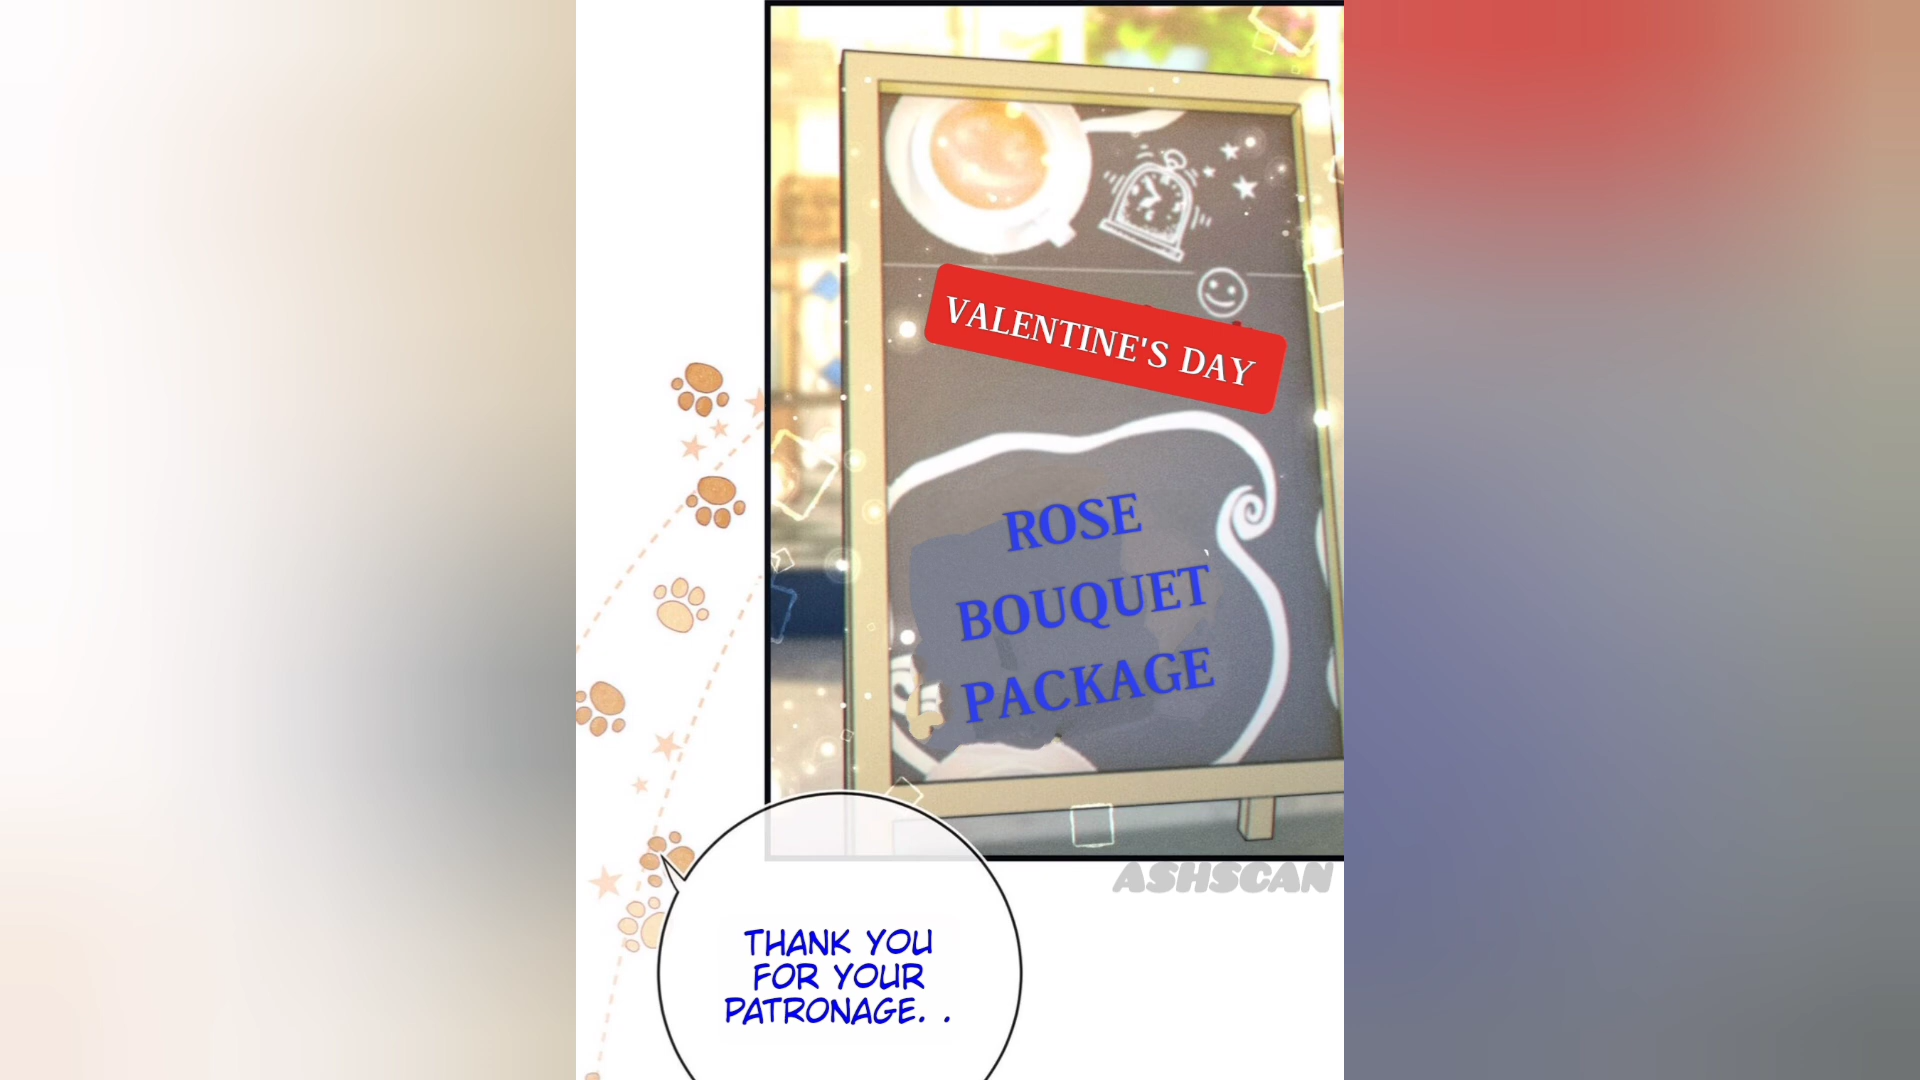 VALENTINE'S DAY
ROSE
BOUQUET
PACKAGE
ASHSCAN
THANK YOU
FOR YOUR
PATRONAGE. .